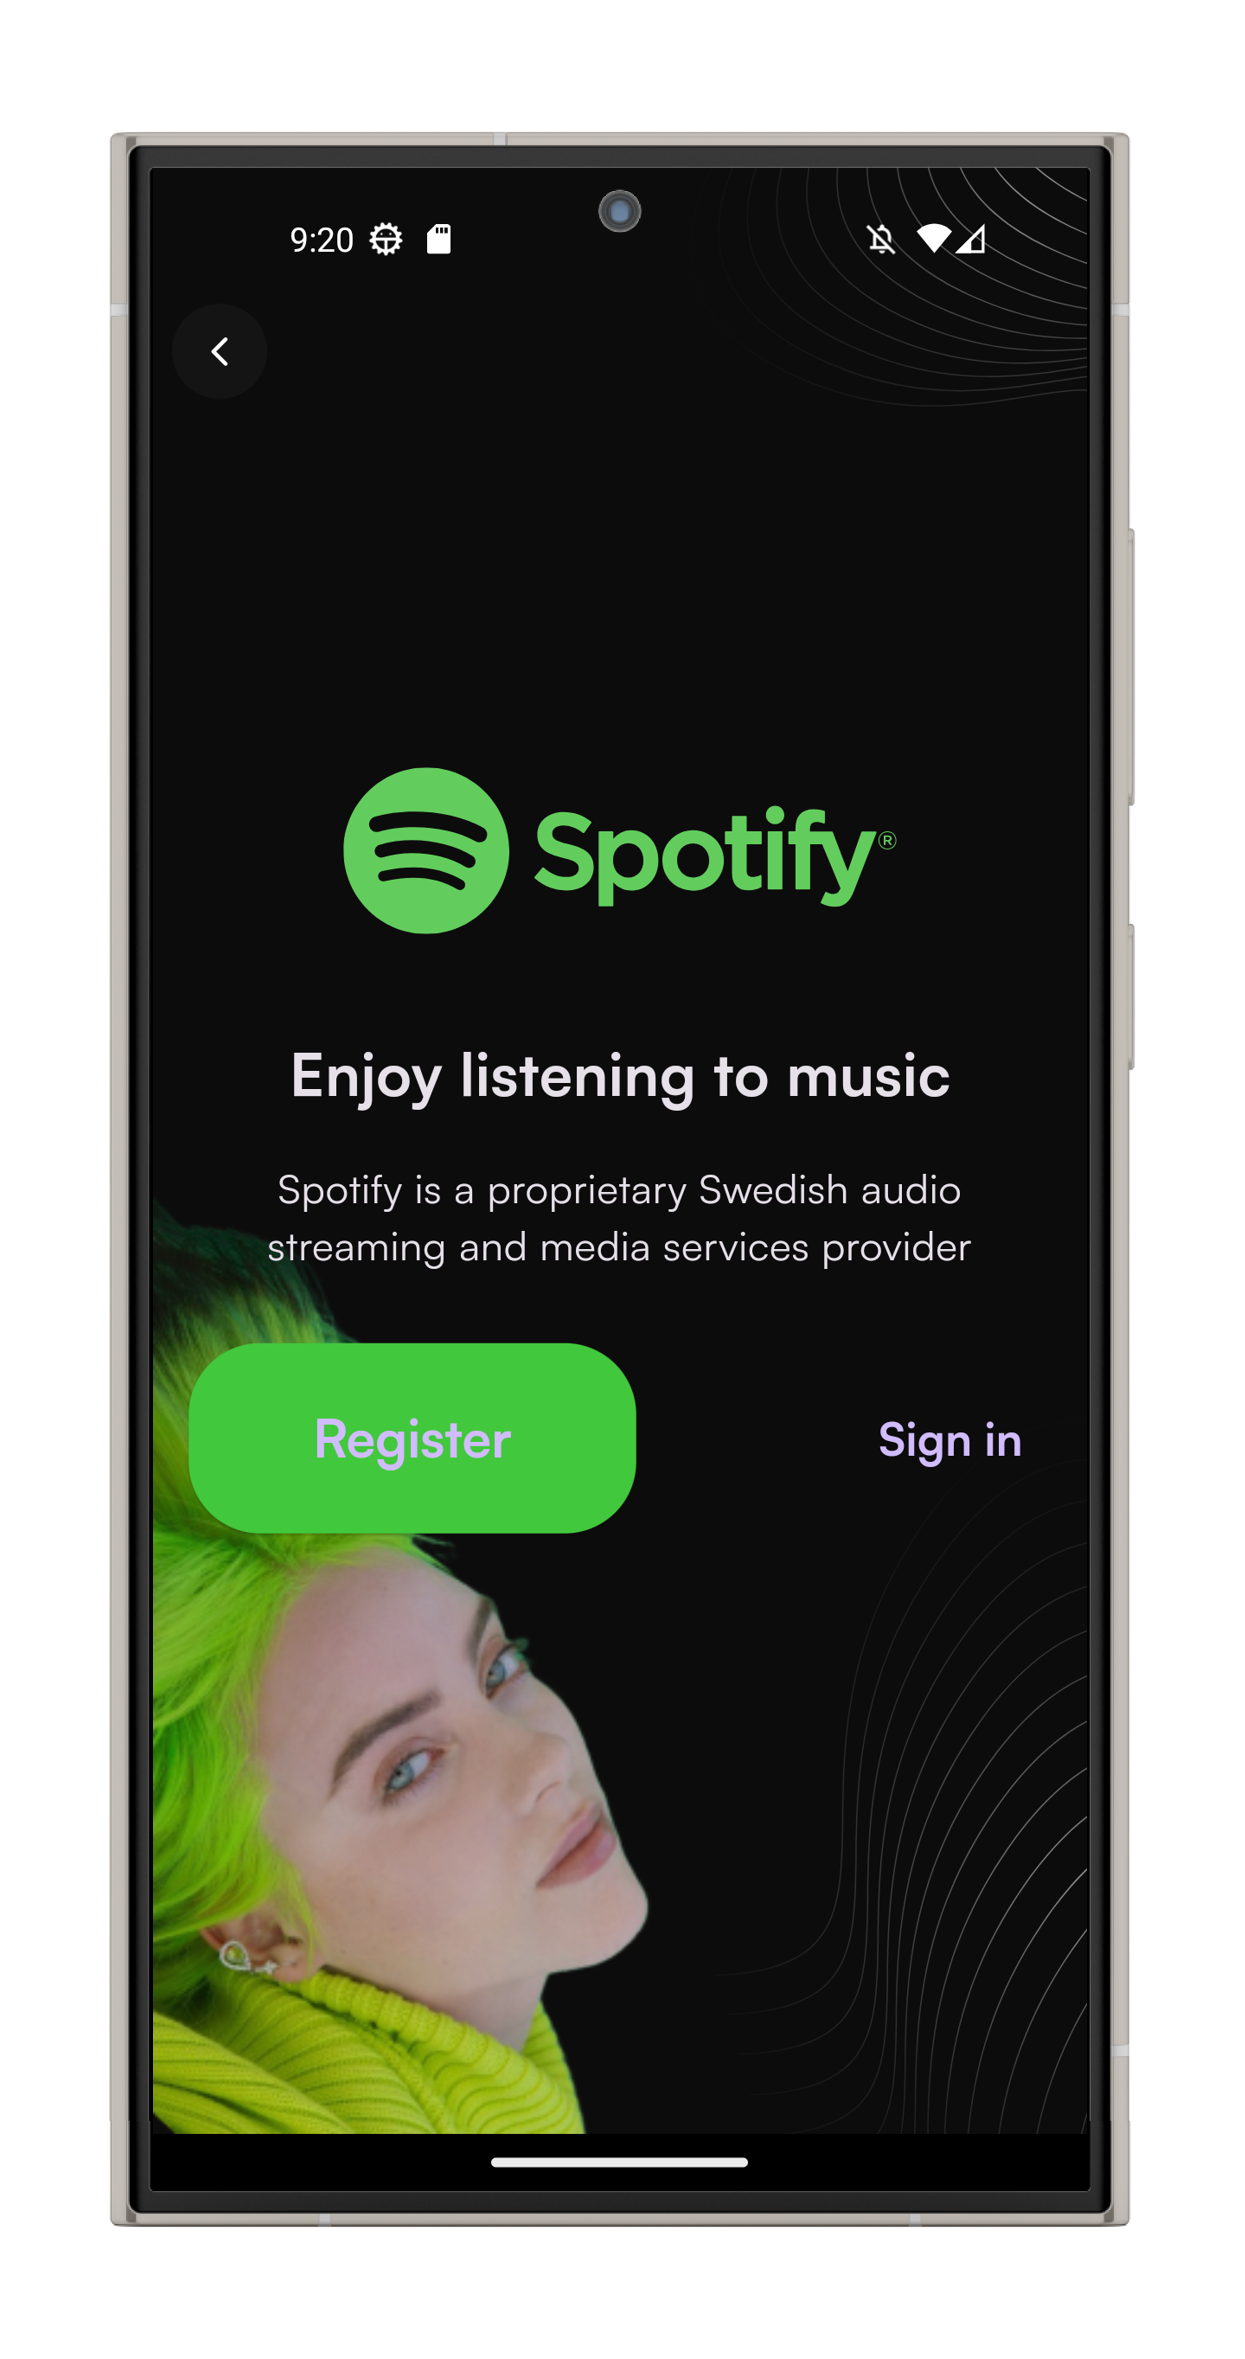 9:20
Spotify®
Enjoy listening to music
Spotify is a proprietary Swedish audio
streaming and media services provider
Register
Sign in